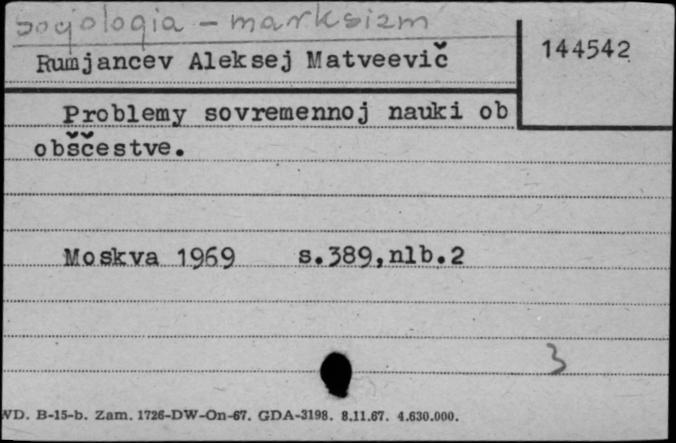 socjologia - marksizm
144542
Rumjancev Aleksej Matveevič
Problemy sovremennoj nauki ob
obščestve.
Moskva 1969 s.389,nlb.2
3
WD. B-15-b. Zam. 1726-DW-On-67. GDA-3198. 8.11.67. 4.630.000.